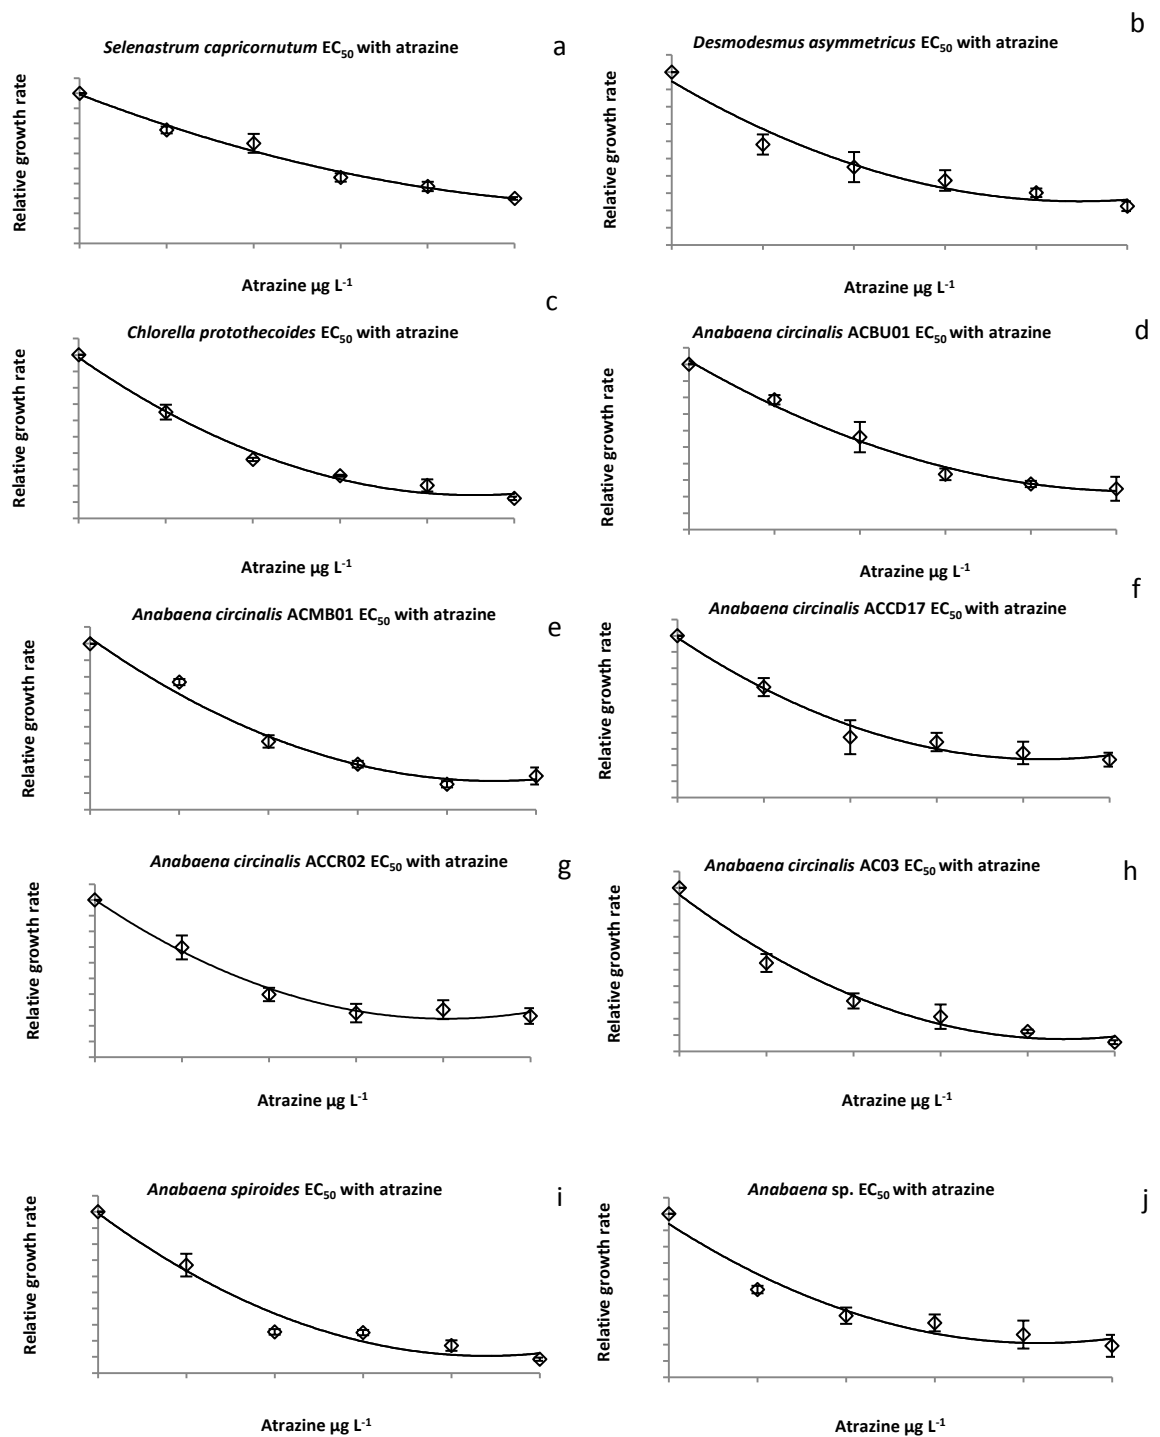 Selenastrum capricornutum EC50 with atrazine
a
Relative growth rate
Atrazine µg L-1
Desmodesmus asymmetricus EC50 with atrazine
b
Relative growth rate
Atrazine µg L-1
c
Chlorella protothecoides EC50 with atrazine
Relative growth rate
Atrazine µg L-1
Anabaena circinalis ACBU01 EC50 with atrazine
d
Relative growth rate
Atrazine µg L-1
Anabaena circinalis ACMB01 EC50 with atrazine
e
Relative growth rate
Anabaena circinalis ACCD17 EC50 with atrazine
f
Relative growth rate
Anabaena circinalis ACCR02 EC50 with atrazine
g
Relative growth rate
Atrazine µg L-1
Anabaena circinalis AC03 EC50 with atrazine
h
Relative growth rate
Atrazine µg L-1
Anabaena spiroides EC50 with atrazine
i
Relative growth rate
Atrazine µg L-1
Anabaena sp. EC50 with atrazine
j
Relative growth rate
Atrazine µg L-1